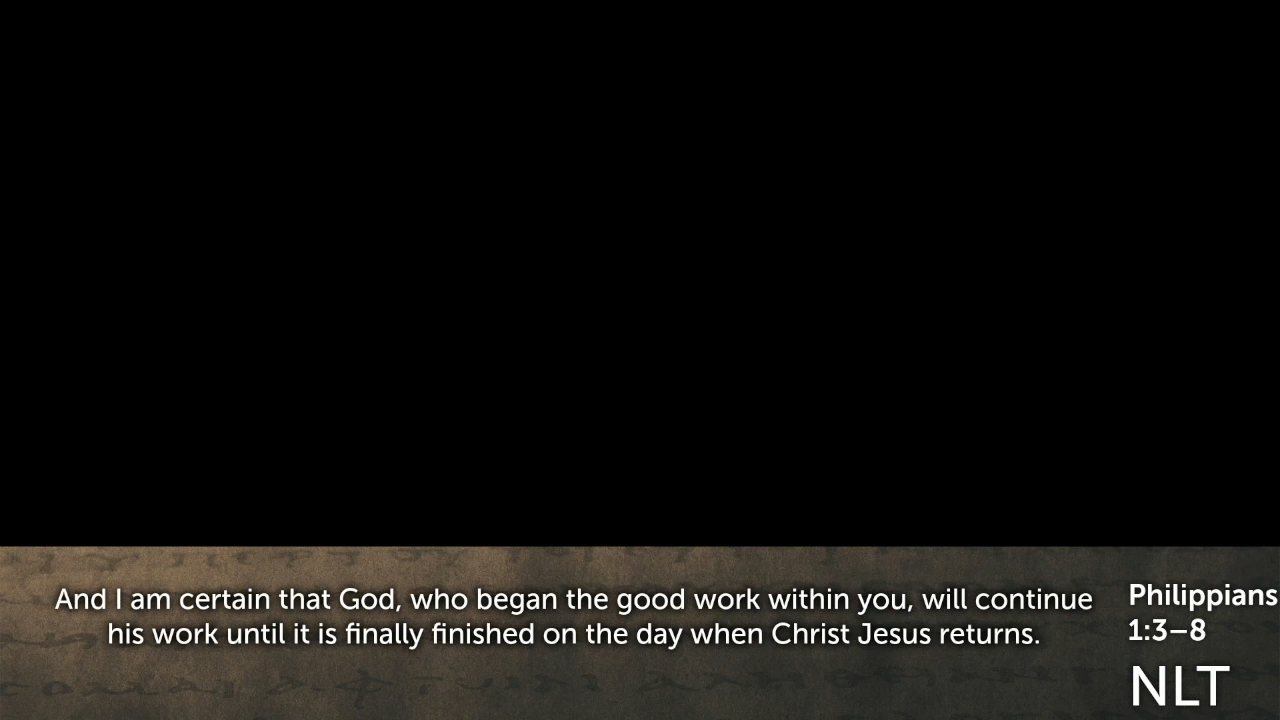 And I am certain that God, who began the good work within you, will continue
his work until it is finally finished on the day when Christ Jesus returns.
Philippians
1:3–8
NLT